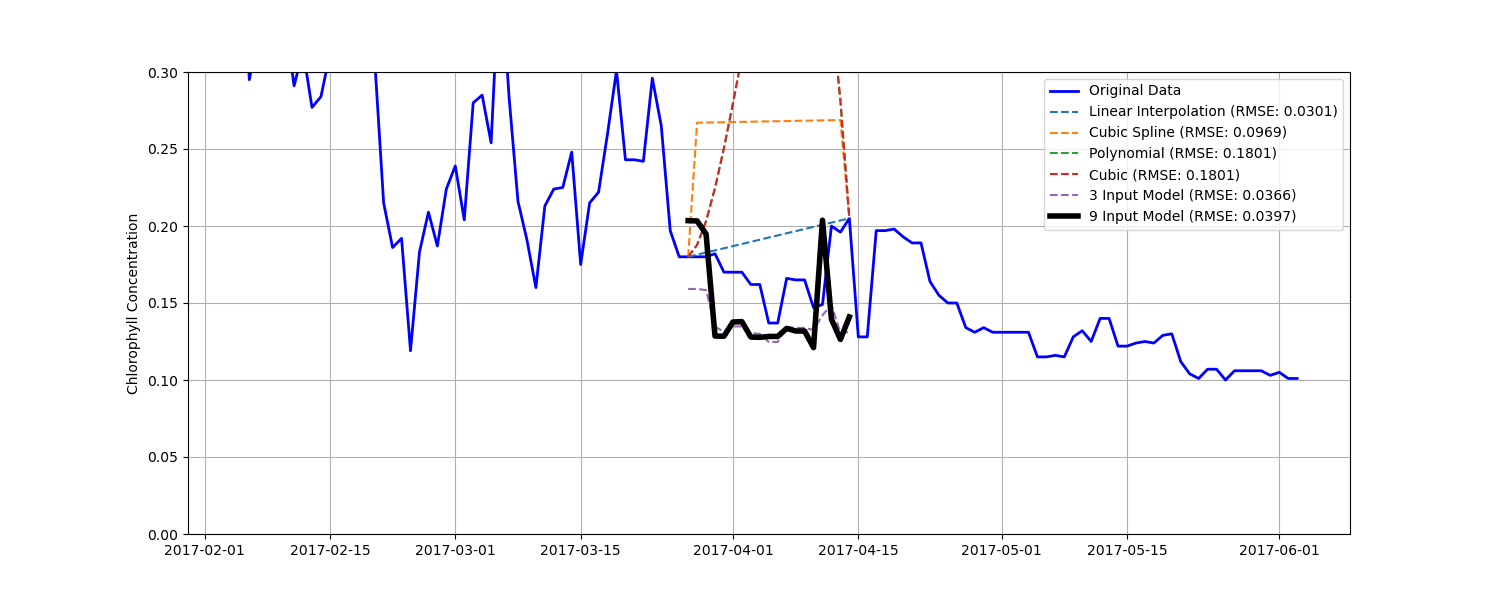 Chlorophyll Concentration
0.30
0.25
0.20
0.15
0.10
0.05
0.00
2017-02-01
2017-02-15
2017-03-01
2017-03-15
2017-04-01
2017-04-15
2017-05-01
2017-05-15
2017-06-01
Original Data
Linear Interpolation (RMSE: 0.0301)
Cubic Spline (RMSE: 0.0969)
Polynomial (RMSE: 0.1801)
Cubic (RMSE: 0.1801)
3 Input Model (RMSE: 0.0366)
9 Input Model (RMSE: 0.0397)